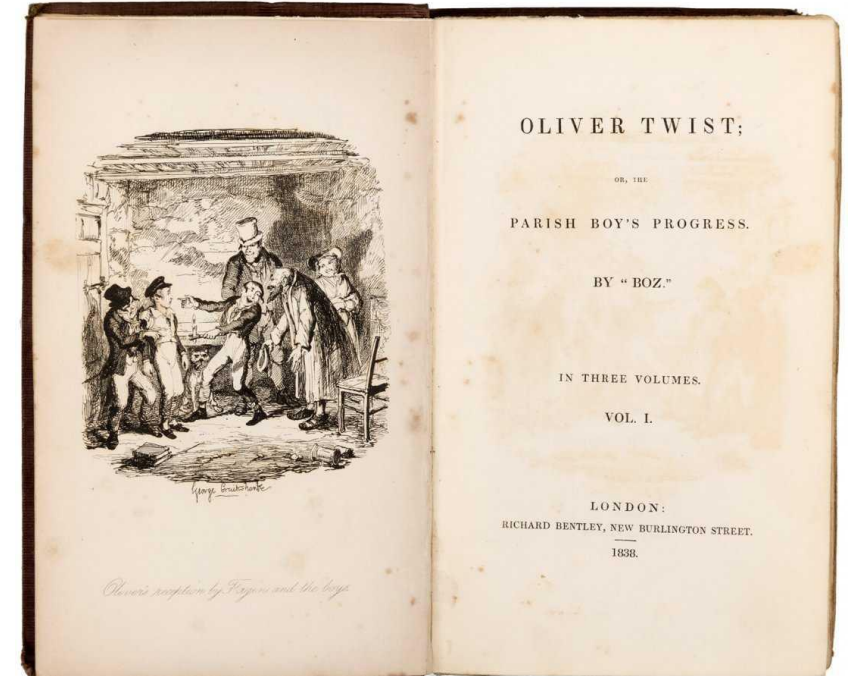 George Cruikshank
Oliver's reception by Fagin and the boys
OLIVER TWIST;
OR, THE
PARISH BOY'S PROGRESS.
BY “BOZ.”
IN THREE VOLUMES.
VOL. I.
LONDON:
RICHARD BENTLEY, NEW BURLINGTON STREET.
1838.